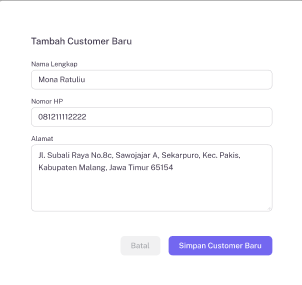 Tambah Customer Baru
Nama Lengkap
Mona Ratuliu
Nomor HP
081211112222
Alamat
Jl. Subali Raya No.8c, Sawojajar A, Sekarpuro, Kec. Pakis,
Kabupaten Malang, Jawa Timur 65154
Batal
Simpan Customer Baru